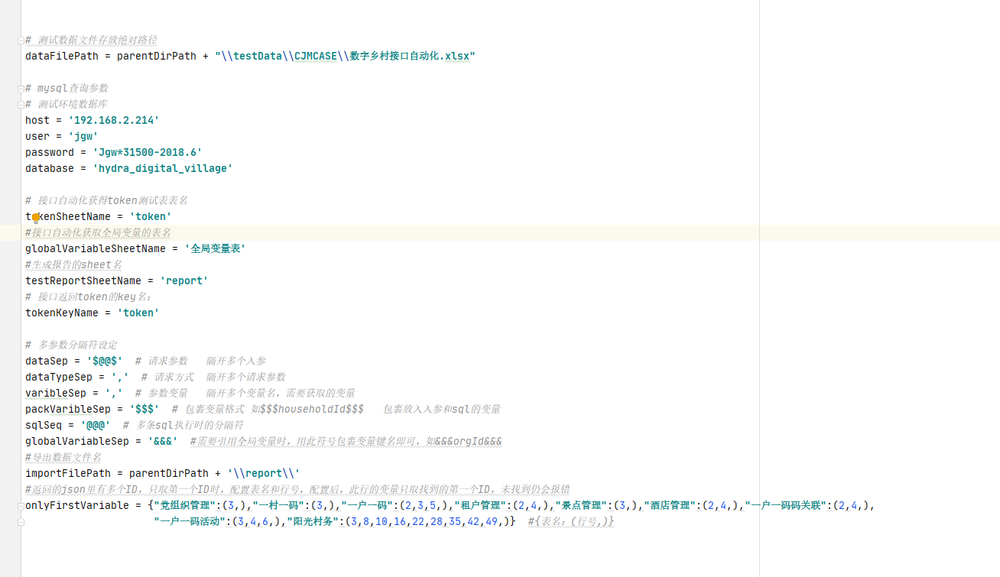 # 测试数据文件存放绝对路径
dataFilePath = parentDirPath + "\\testData\\CJMCASE\\数字乡村接口自动化.xlsx"
# mysql查询参数
# 测试环境数据库
host = '192.168.2.214'
user = 'jgw'
password = 'Jgw*31500-2018.6'
database = 'hydra_digital_village'
# 接口自动化获得token测试表表名
tokenSheetName = 'token'
#接口自动化获取全局变量的表名
globalVariableSheetName = '全局变量表'
#生成报告的sheet名
testReportSheetName = 'report'
# 接口返回token的key名:
tokenKeyName = 'token'
# 多参数分隔符设定
dataSep = '$@@$'  # 请求参数   隔开多个入参
dataTypeSep = ','  # 请求方式  隔开多个请求参数
varibleSep = ','  # 参数变量   隔开多个变量名，需要获取的变量
packVaribleSep = '$$$'  # 包裹变量格式 如$$$householdId$$$   包裹放入入参和sql的变量
sqlSeq = '@@@'  # 多条sql执行时的分隔符
globalVariableSep = '&&&'  #需要引用全局变量时，用此符号包裹变量键名即可，如&&&orgId&&&
#导出数据文件名
importFilePath = parentDirPath + '\\report\\'
#返回的json里有多个ID，只取第一个ID时，配置表名和行号，配置后，此行的变量只取找到的第一个ID，未找到仍会报错
onlyFirstVariable = {"党组织管理":(3,),"一村一码":(3,),"一户一码":(2,3,5,),"租户管理":(2,4,),"景点管理":(3,),"酒店管理":(2,4,),"一户一码码关联":(2,4,),
"一户一码活动":(3,4,6,),"阳光村务":(3,8,10,16,22,28,35,42,49,)}  #{表名：(行号,)}